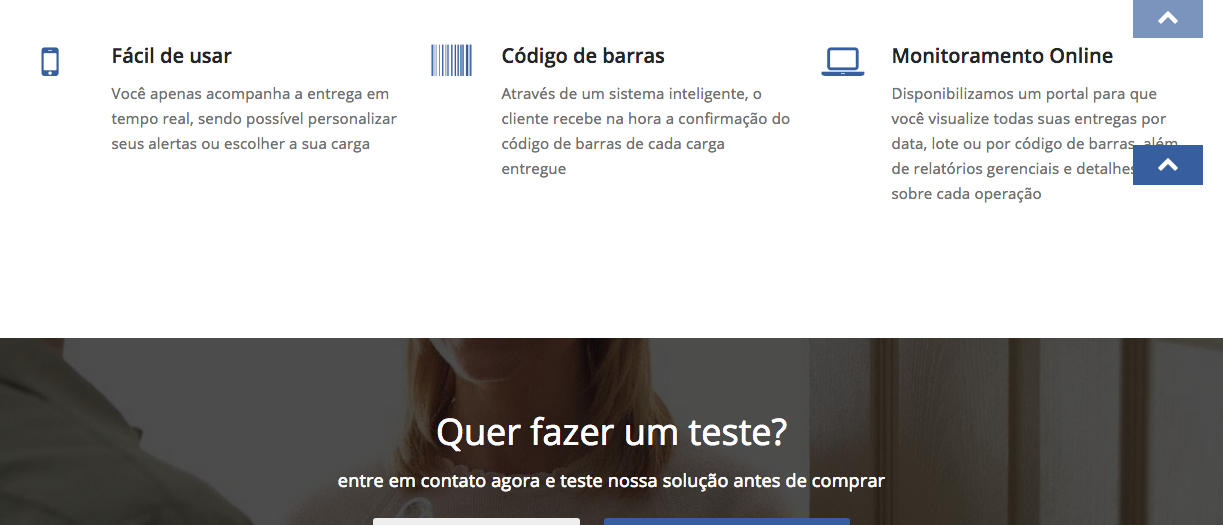 Fácil de usar
Você apenas acompanha a entrega em
tempo real, sendo possível personalizar
seus alertas ou escolher a sua carga
Código de barras
Através de um sistema inteligente, o
cliente recebe na hora a confirmação do
código de barras de cada carga
entregue
Monitoramento Online
Disponibilizamos um portal para que
você visualize todas suas entregas por
data, lote ou por código de barras, além
de relatórios gerenciais e detalhes
sobre cada operação
Quer fazer um teste?
entre em contato agora e teste nossa solução antes de comprar